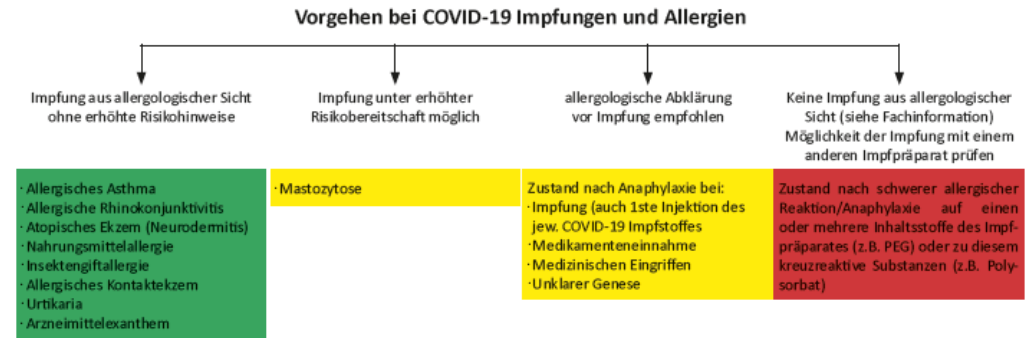 Vorgehen bei COVID-19 Impfungen und Allergien
Impfung aus allergologischer Sicht
ohne erhöhte Risikohinweise
Impfung unter erhöhter
Risikobereitschaft möglich
allergologische Abklärung
vor Impfung empfohlen
Keine Impfung aus allergologischer
Sicht (siehe Fachinformation)
Möglichkeit der Impfung mit einem
anderen Impfpräparat prüfen
· Allergisches Asthma
· Allergische Rhinokonjunktivitis
· Atopisches Ekzem (Neurodermitis)
· Nahrungsmittelallergie
· Insektengiftallergie
· Allergisches Kontaktekzem
· Urtikaria
· Arzneimittelexanthem
· Mastozytose
Zustand nach Anaphylaxie bei:
· Impfung (auch 1ste Injektion des
jew. COVID-19 Impfstoffes
· Medikamenteneinnahme
· Medizinischen Eingriffen
· Unklarer Genese
Zustand nach schwerer allergischer
Reaktion/Anaphylaxie auf einen
oder mehrere Inhaltsstoffe des Impf-
präparates (z.B. PEG) oder zu diesem
kreuzreaktive Substanzen (z.B. Poly-
sorbat)